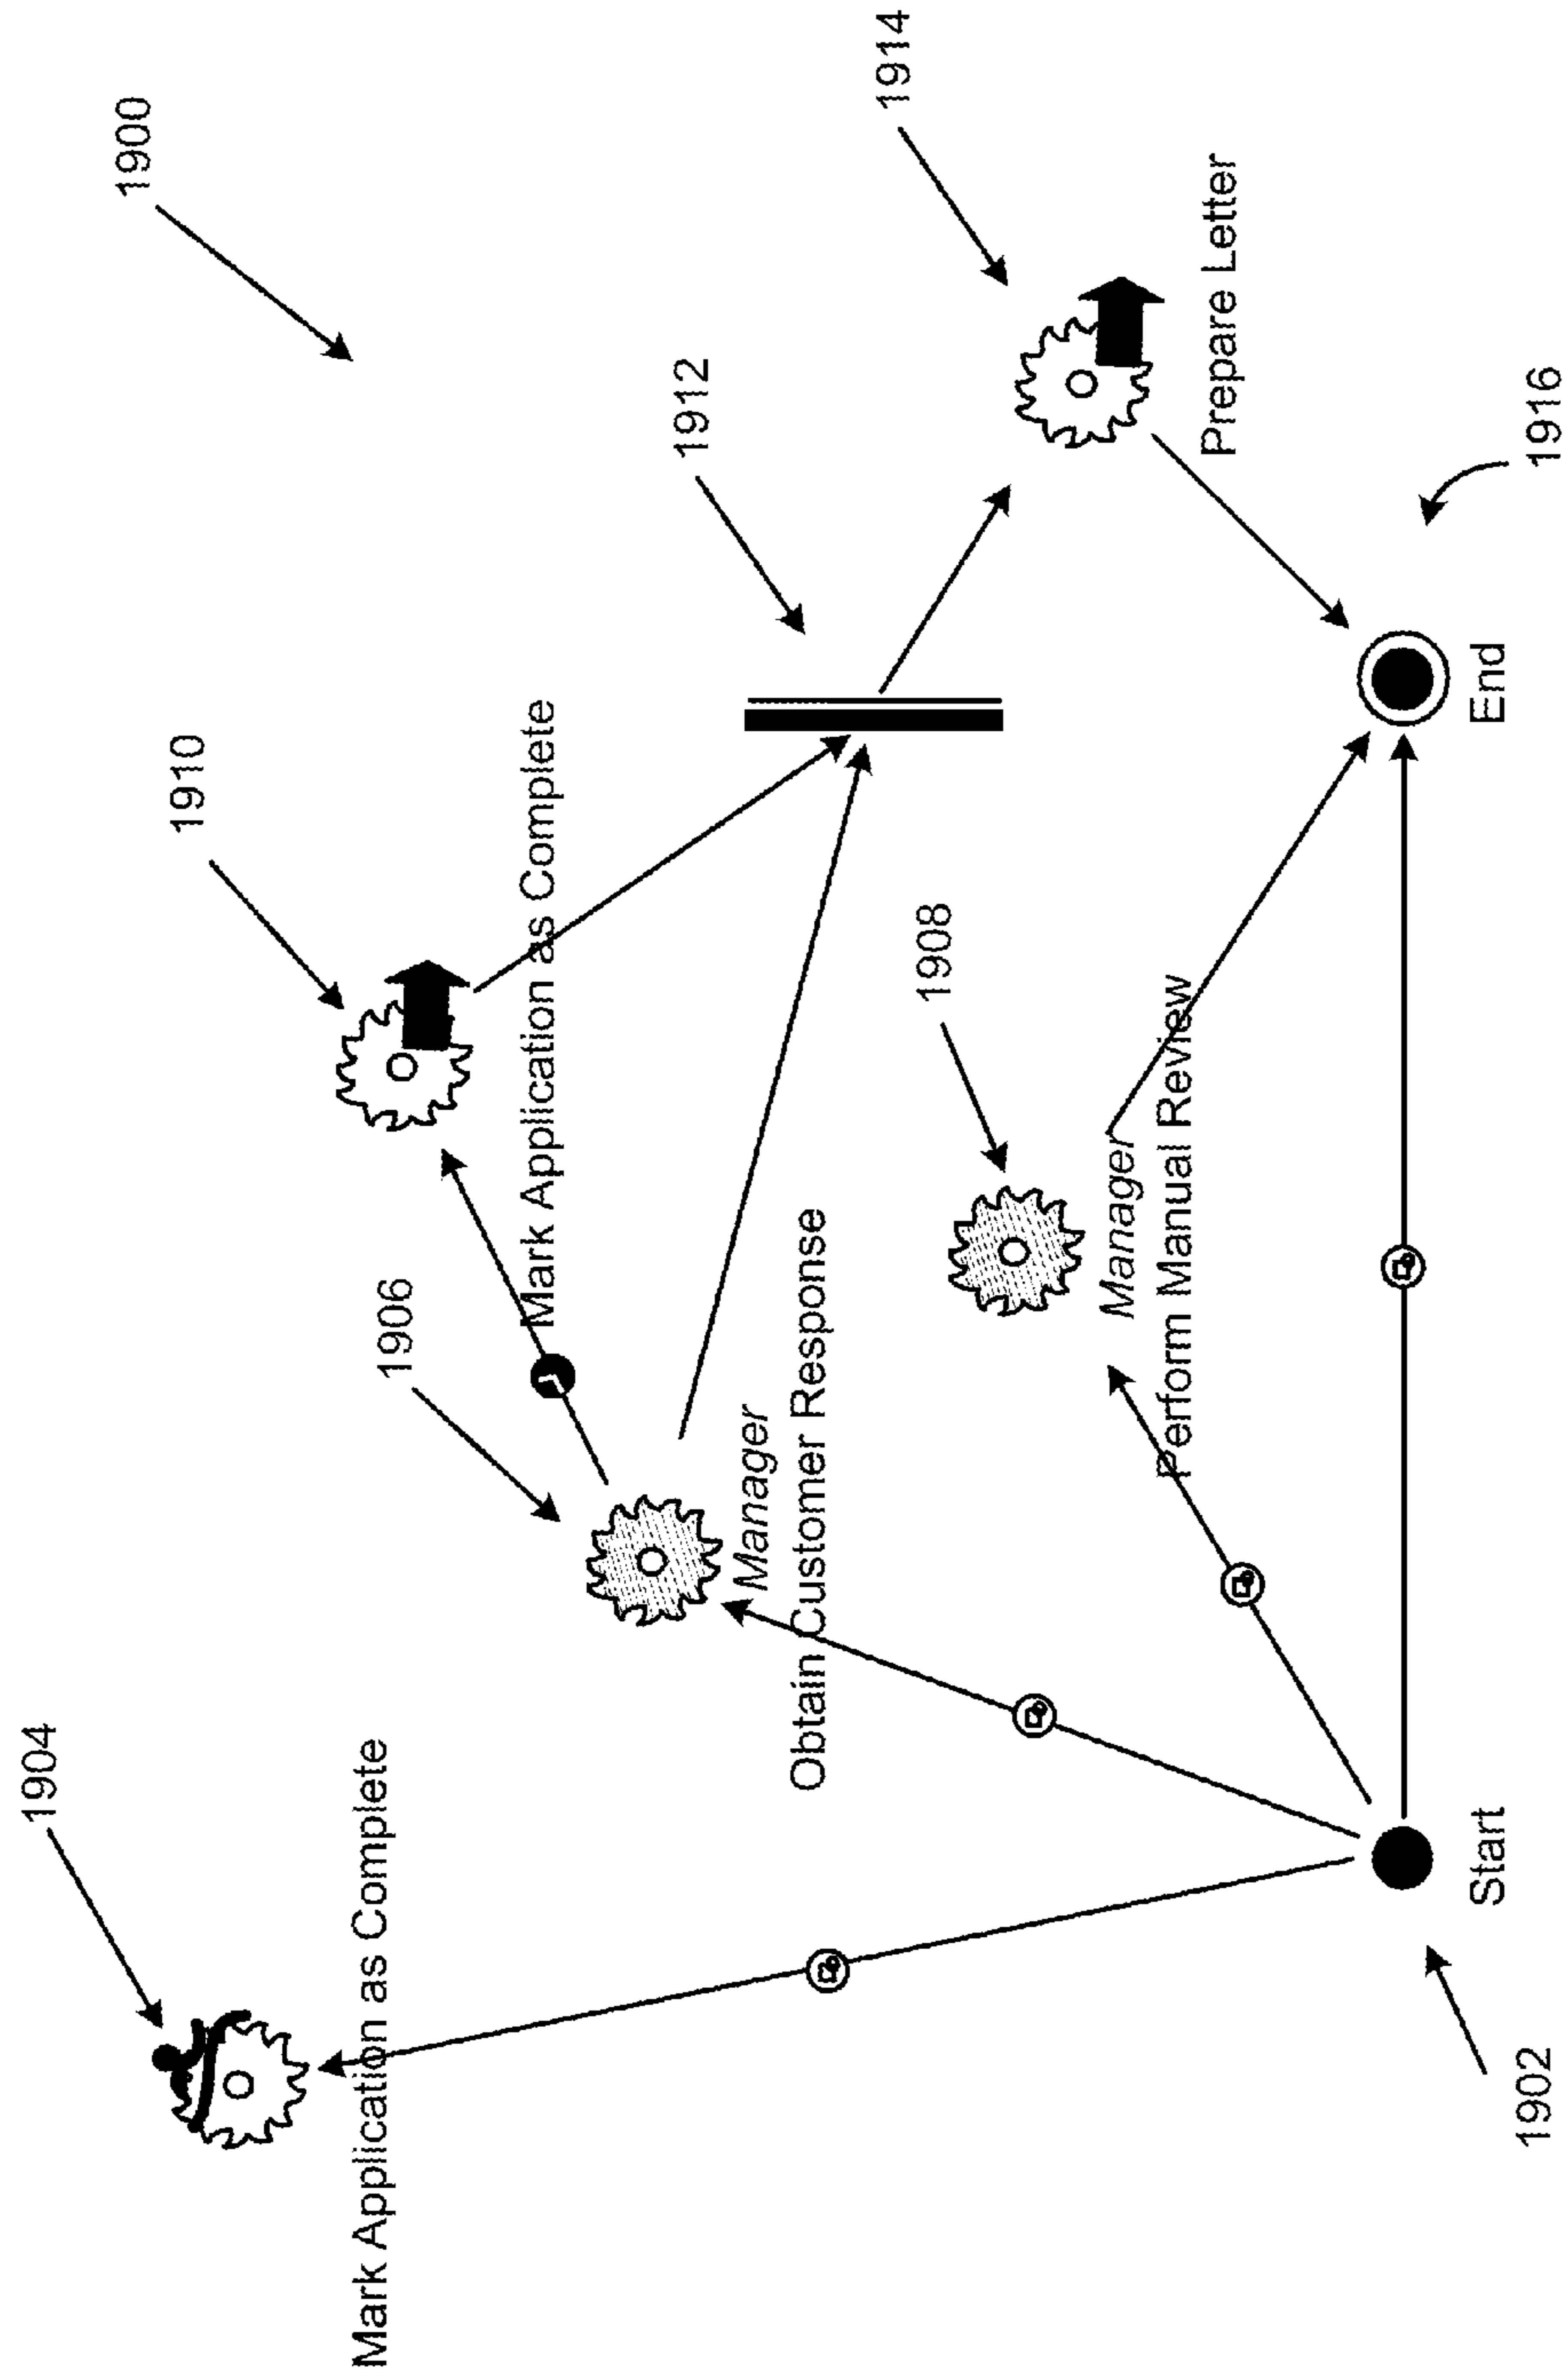 1900
1904
Mark Application as Complete
1906
Manager
Obtain Customer Response
1910
Mark Application as Complete
1912
1908
Manager
Perform Manual Review
1914
Prepare Letter
1902
Start
End
1916